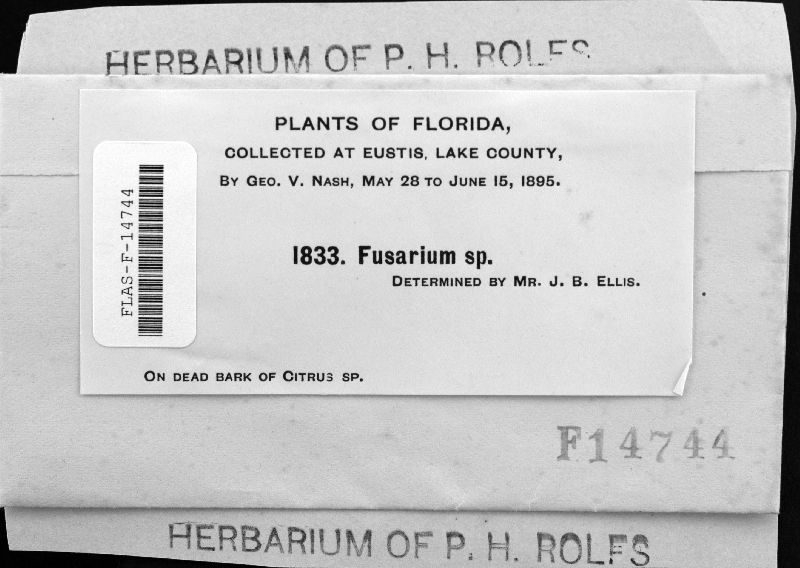 HERBARIUM OF P. H. ROLFS
PLANTS OF FLORIDA,
COLLECTED AT EUSTIS, LAKE COUNTY,
BY GEO. V. NASH, MAY 28 TO JUNE 15, 1895.
FLAS-F-14744
1833. Fusarium sp.
DETERMINED BY MR. J. B. ELLIS.
ON DEAD BARK OF CITRUS SP.
F14744
HERBARIUM OF P. H. ROLFS